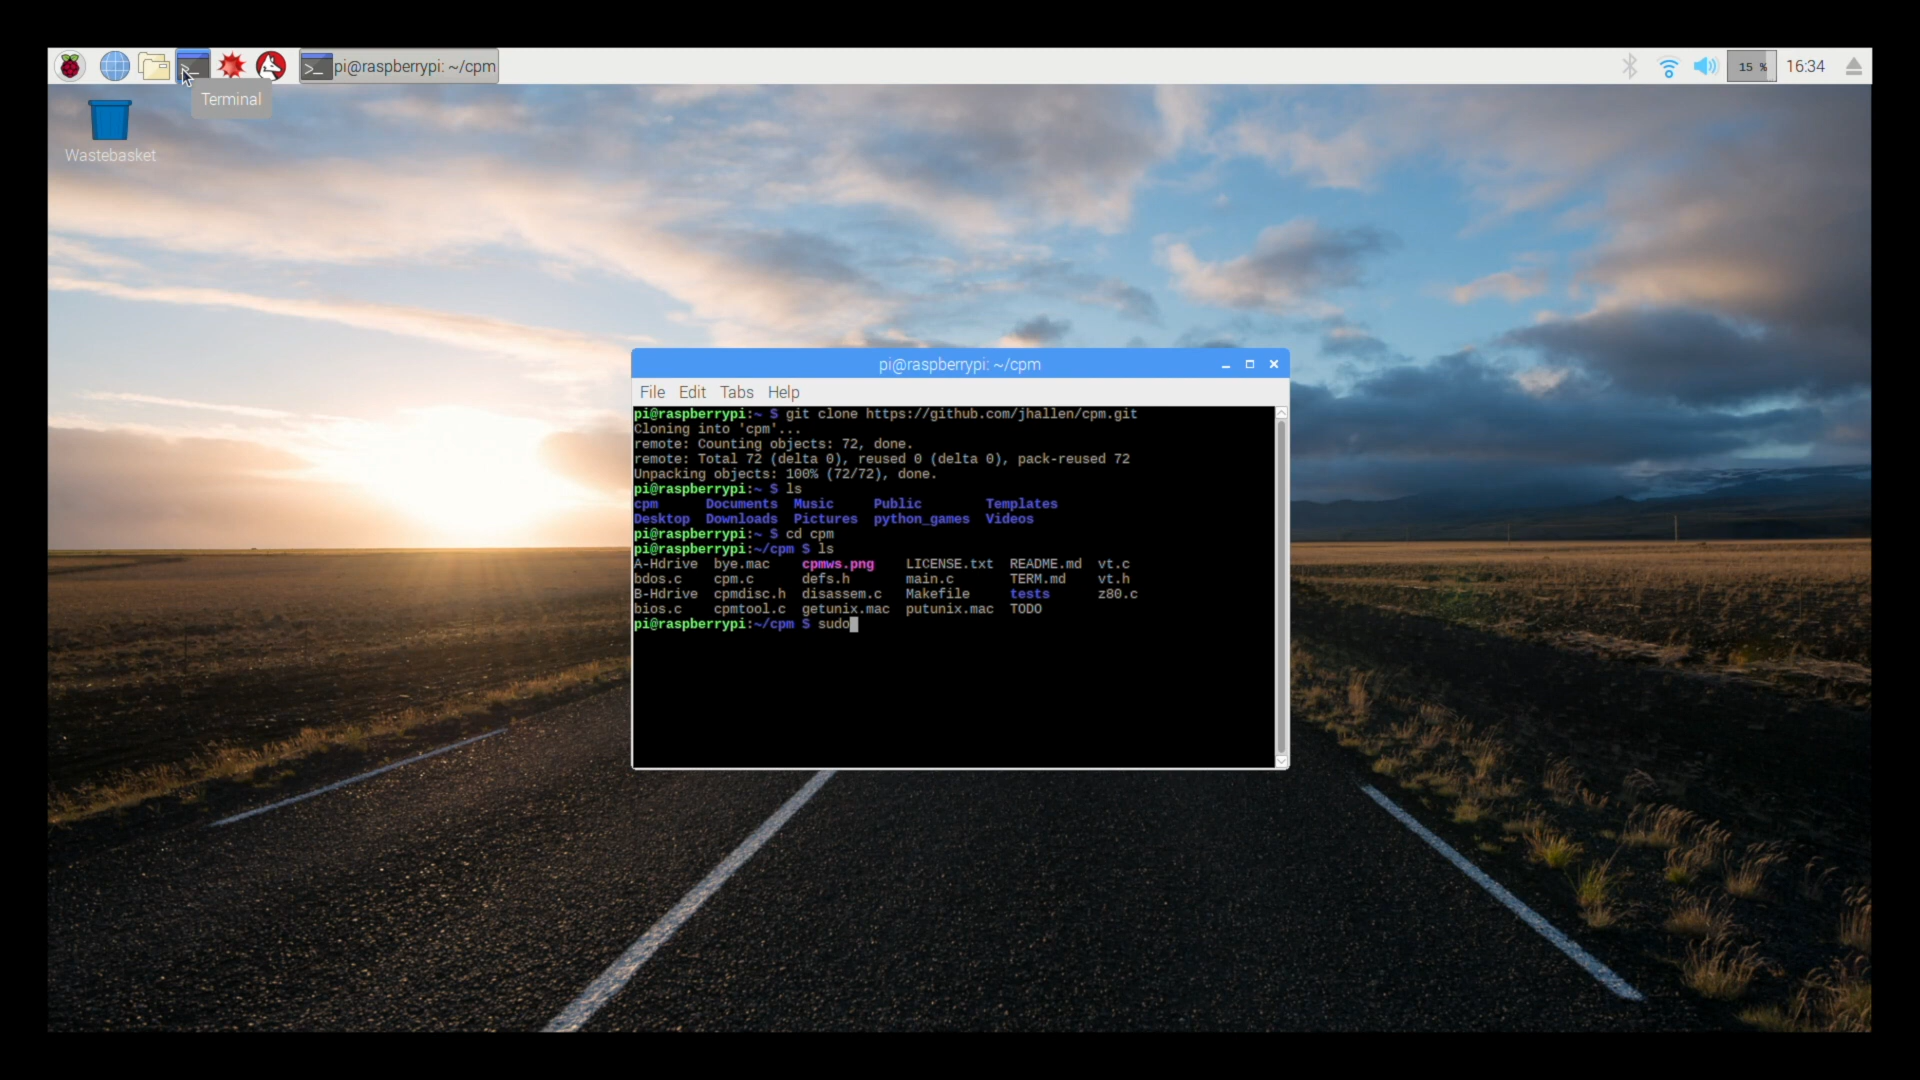 >_ pi@raspberrypi: ~/cpm
15 %
16:34
Terminal
Wastebasket
pi@raspberrypi: ~/cpm
File Edit Tabs Help
pi@raspberrypi:~ $ git clone https://github.com/jhallen/cpm.git
Cloning into 'cpm'...
remote: Counting objects: 72, done.
remote: Total 72 (delta 0), reused 0 (delta 0), pack-reused 72
Unpacking objects: 100% (72/72), done.
pi@raspberrypi:~ $ ls
cpm Documents Music Public Templates
Desktop Downloads Pictures python_games Videos
pi@raspberrypi:~ $ cd cpm
pi@raspberrypi:~/cpm $ ls
A-Hdrive bye.mac cpmws.png LICENSE.txt README.md vt.c
bdos.c cpm.c defs.h main.c TERM.md vt.h
B-Hdrive cpmdisc.h disassem.c Makefile tests z80.c
bios.c cpmtool.c getunix.mac putunix.mac TODO
pi@raspberrypi:~/cpm $ sudo